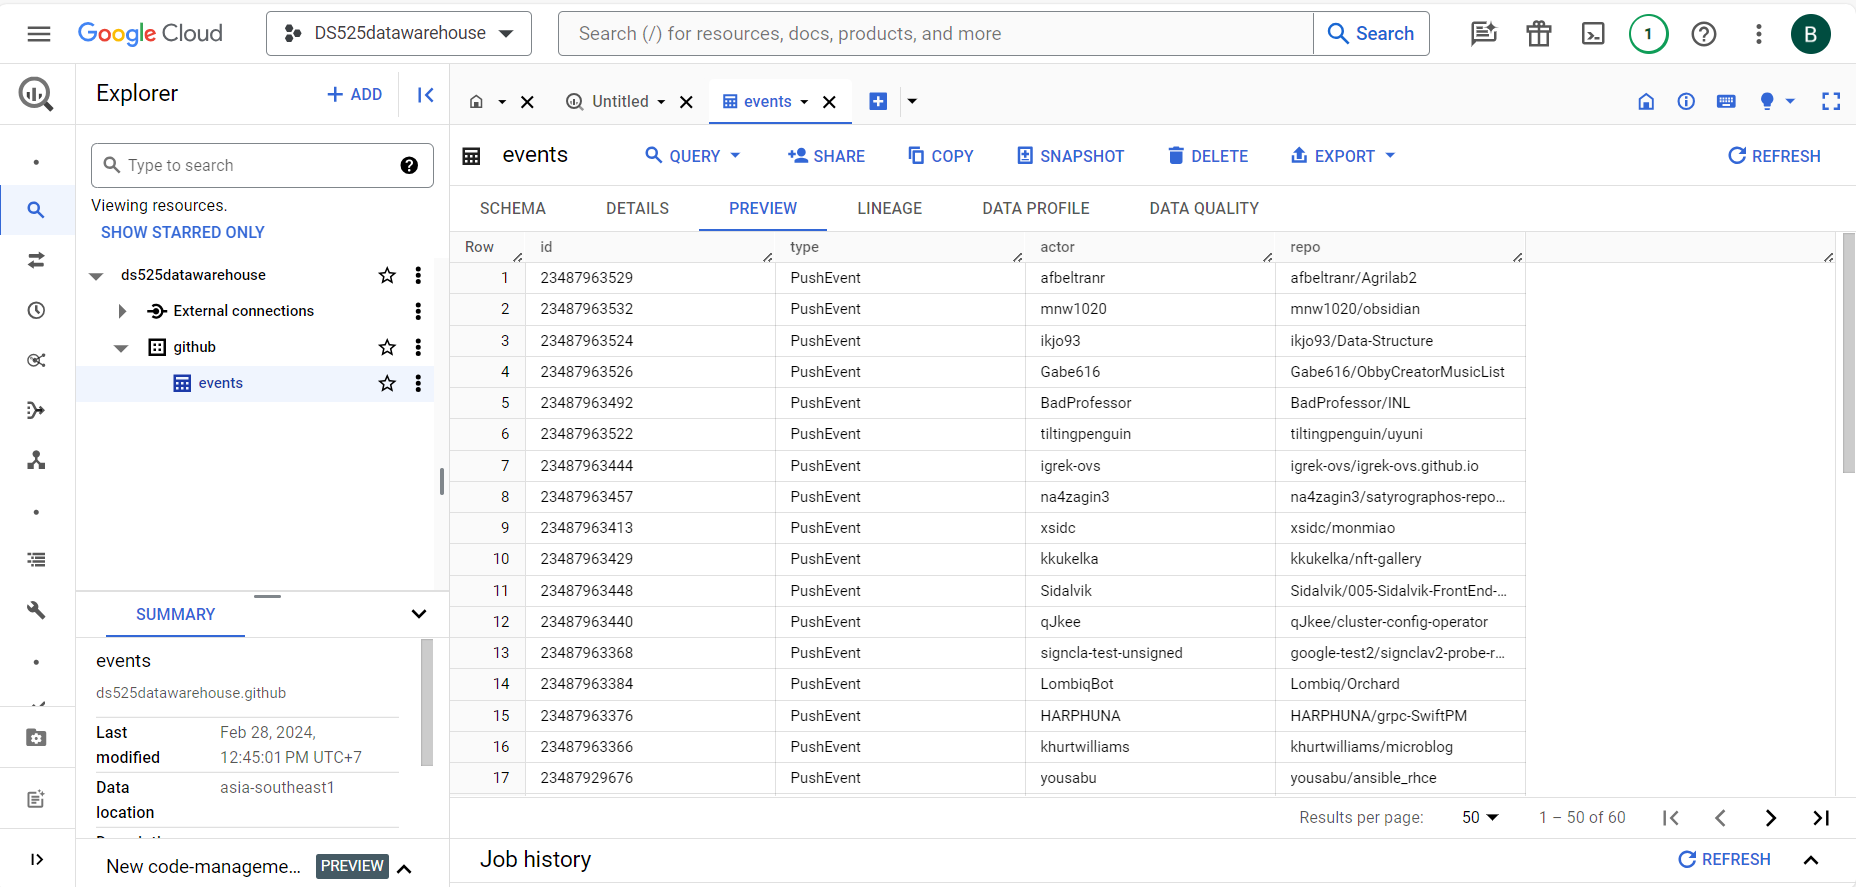 Google Cloud
DS525datawarehouse
Search (/) for resources, docs, products, and more
Search
1
B
Explorer
ADD
Untitled
events
Type to search
Viewing resources.
SHOW STARRED ONLY
ds525datawarehouse
External connections
github
events
SUMMARY
events
ds525datawarehouse.github
Last modified Feb 28, 2024, 12:45:01 PM UTC+7
Data location asia-southeast1
New code-manageme... PREVIEW
events
QUERY SHARE COPY SNAPSHOT DELETE EXPORT REFRESH
SCHEMA DETAILS PREVIEW LINEAGE DATA PROFILE DATA QUALITY
Row id type actor repo
1 23487963529 PushEvent afbeltranr afbeltranr/Agrilab2
2 23487963532 PushEvent mnw1020 mnw1020/obsidian
3 23487963524 PushEvent ikjo93 ikjo93/Data-Structure
4 23487963526 PushEvent Gabe616 Gabe616/ObbyCreatorMusicList
5 23487963492 PushEvent BadProfessor BadProfessor/INL
6 23487963522 PushEvent tiltingpenguin tiltingpenguin/uyuni
7 23487963444 PushEvent igrek-ovs igrek-ovs/igrek-ovs.github.io
8 23487963457 PushEvent na4zagin3 na4zagin3/satyrographos-repo...
9 23487963413 PushEvent xsidc xsidc/monmiao
10 23487963429 PushEvent kkukelka kkukelka/nft-gallery
11 23487963448 PushEvent Sidalvik Sidalvik/005-Sidalvik-FrontEnd-...
12 23487963440 PushEvent qJkee qJkee/cluster-config-operator
13 23487963368 PushEvent signcla-test-unsigned google-test2/signclav2-probe-r...
14 23487963384 PushEvent LombiqBot Lombiq/Orchard
15 23487963376 PushEvent HARPHUNA HARPHUNA/grpc-SwiftPM
16 23487963366 PushEvent khurtwilliams khurtwilliams/microblog
17 23487929676 PushEvent yousabu yousabu/ansible_rhce
Results per page: 50 1 – 50 of 60
Job history
REFRESH